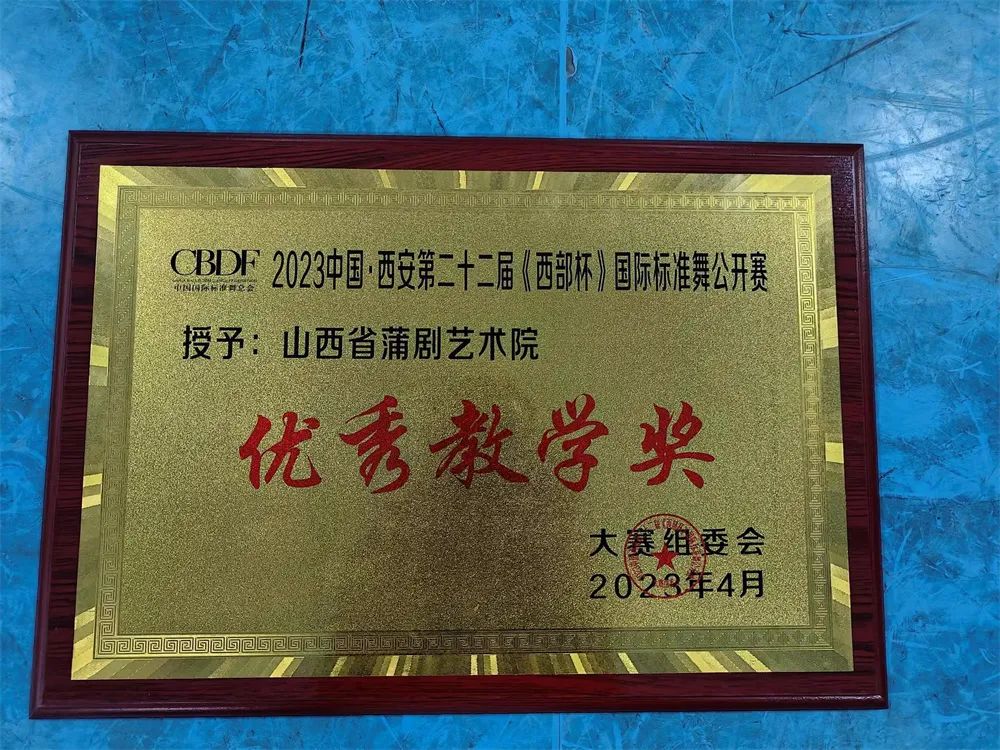 CBDF
中国国际标准舞总会
2023中国·西安第二十二届《西部杯》国际标准舞公开赛
授予：山西省蒲剧艺术院
优秀教学奖
大赛组委会
2023年4月